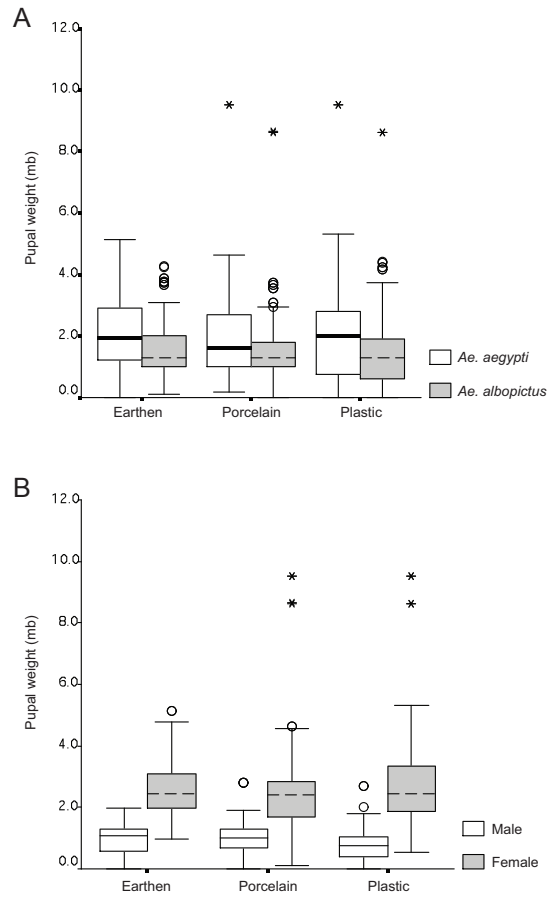 A
Pupal weight (mb)
12.0
10.0
8.0
6.0
4.0
2.0
0.0
Earthen Porcelain Plastic
Ae. aegypti
Ae. albopictus
B
Pupal weight (mb)
12.0
10.0
8.0
6.0
4.0
2.0
0.0
Earthen Porcelain Plastic
Male
Female